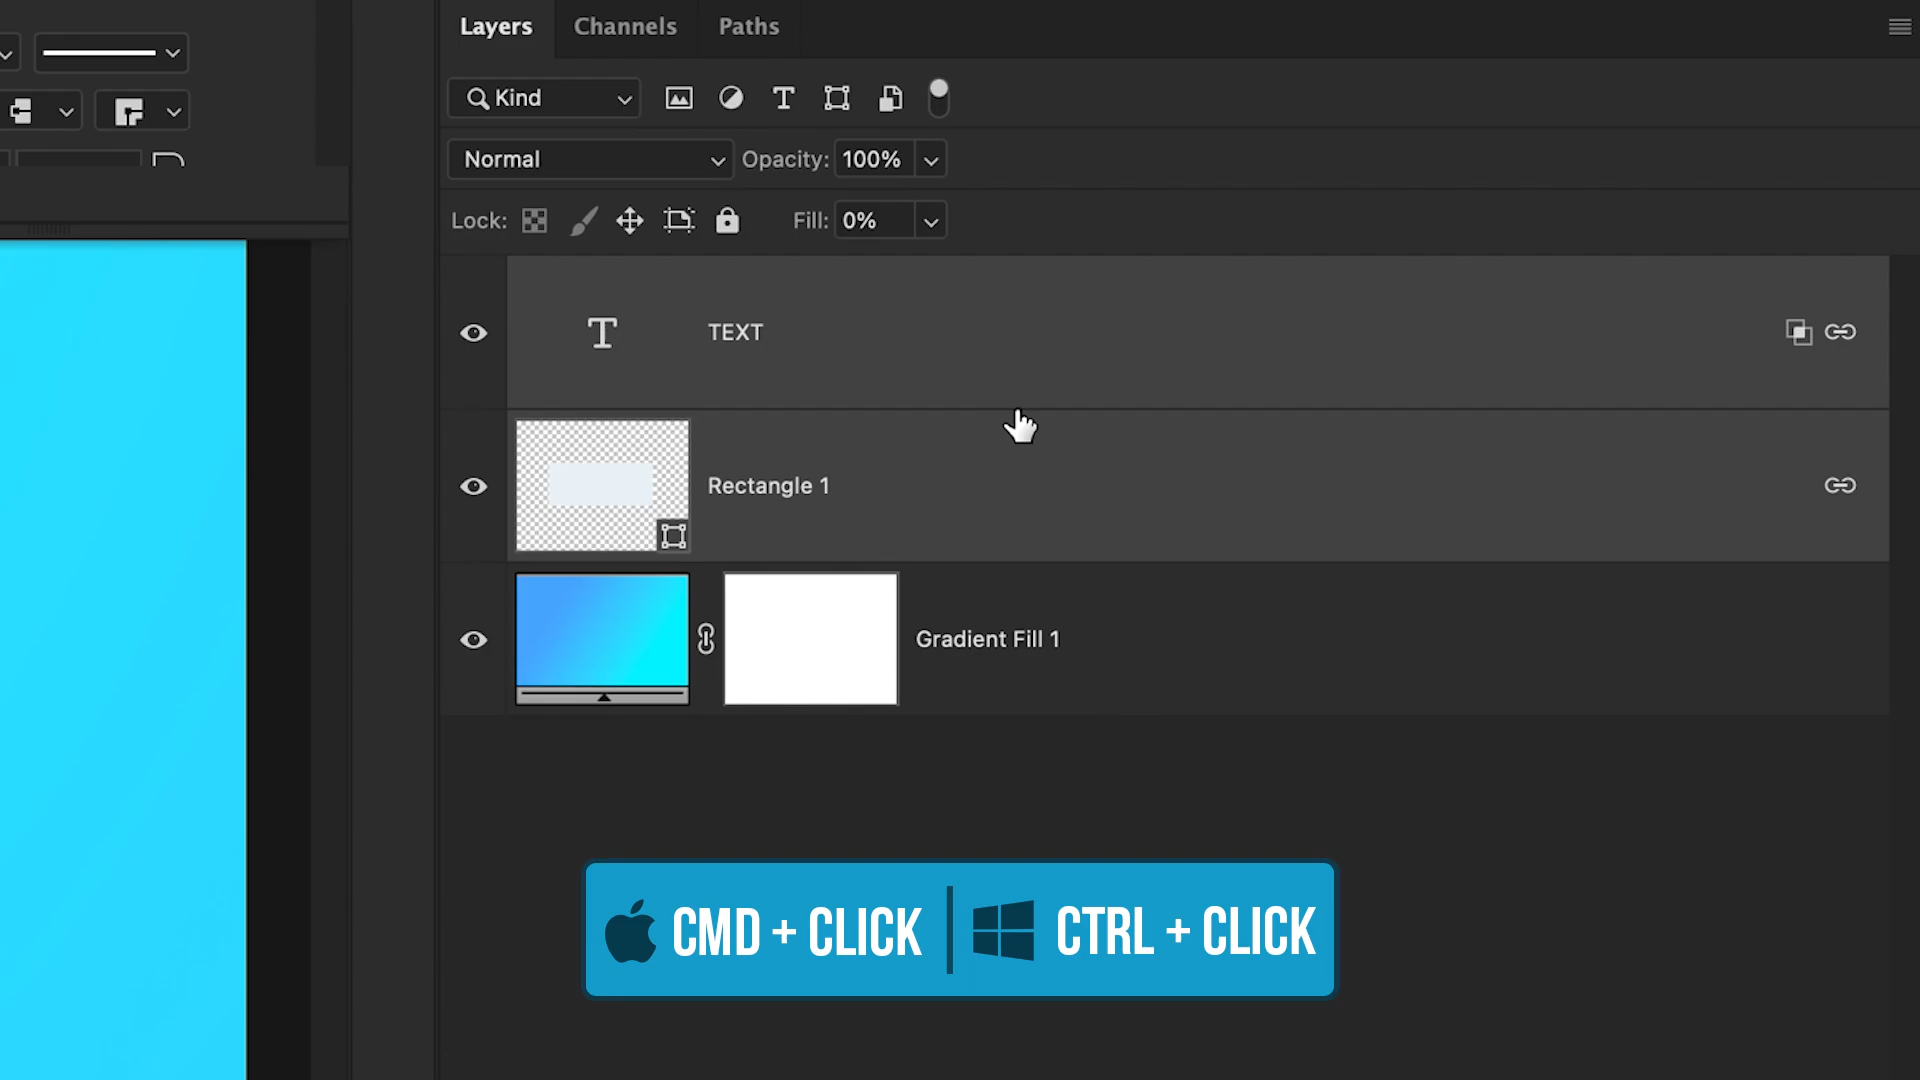 Layers Channels Paths
Kind
Normal Opacity: 100%
Lock: Fill: 0%
TEXT
Rectangle 1
Gradient Fill 1
CMD + CLICK CTRL + CLICK